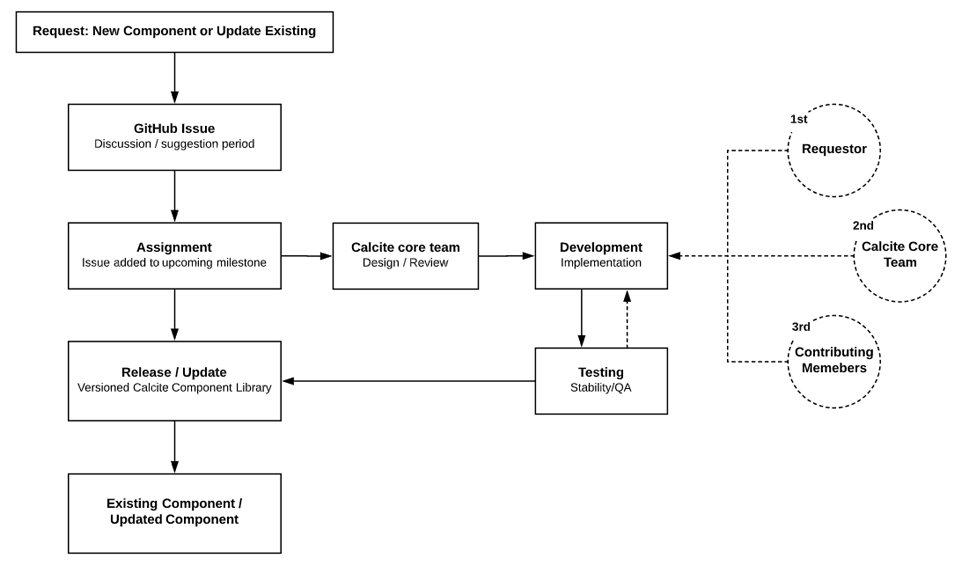 Request: New Component or Update Existing
GitHub Issue
Discussion / suggestion period
1st
Requestor
Assignment
Issue added to upcoming milestone
Calcite core team
Design / Review
Development
Implementation
2nd
Calcite Core
Team
3rd
Contributing
Memebers
Release / Update
Versioned Calcite Component Library
Testing
Stability/QA
Existing Component /
Updated Component